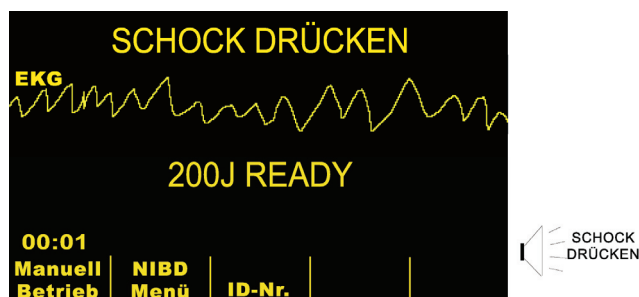 SCHOCK DRÜCKEN
EKG
200J READY
00:01
Manuell Betrieb
NIBD Menü
ID-Nr.
SCHOCK
DRÜCKEN